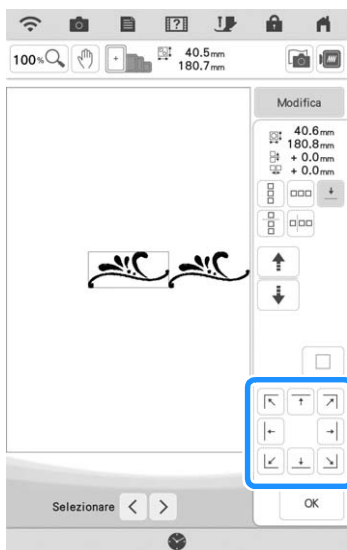 100%
40.5mm
180.7mm
Modifica
40.6mm
180.8mm
+ 0.0mm
+ 0.0mm
Selezionare
OK